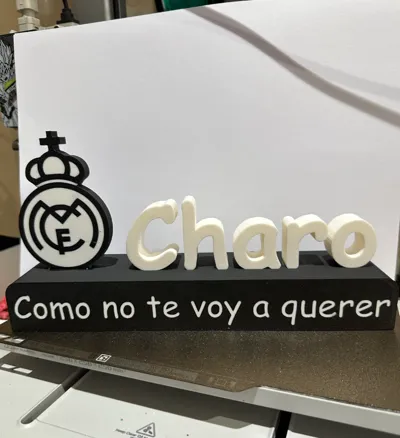 Charo
Como no te voy a querer